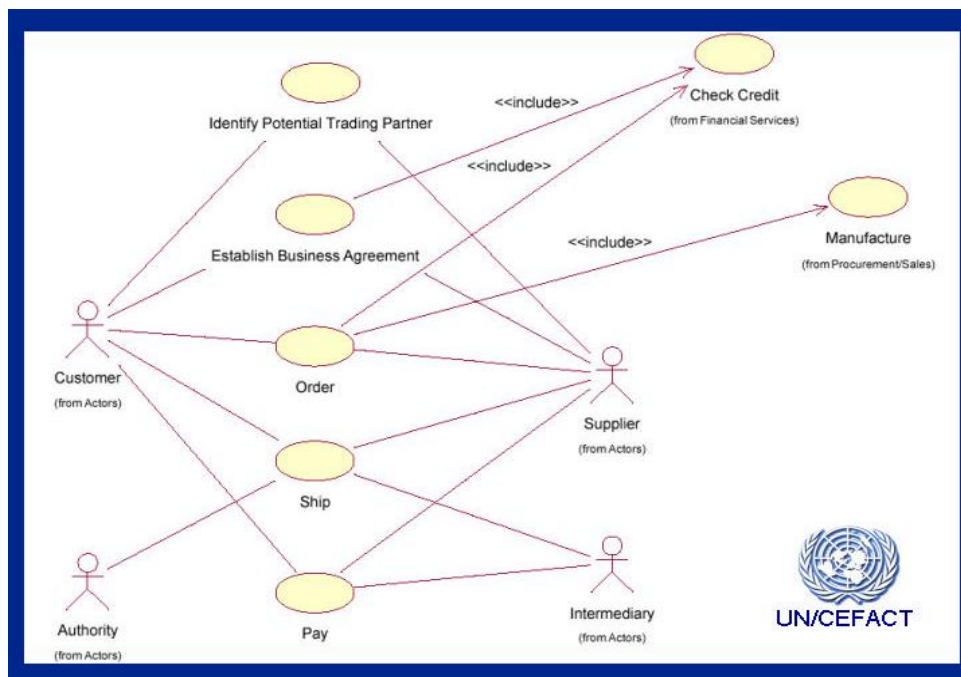 Identify Potential Trading Partner
<<include>>
Check Credit
(from Financial Services)
<<include>>
Establish Business Agreement
<<include>>
Manufacture
(from Procurement/Sales)
Customer
(from Actors)
Order
Supplier
(from Actors)
Ship
Authority
(from Actors)
Pay
Intermediary
(from Actors)
UN/CEFACT